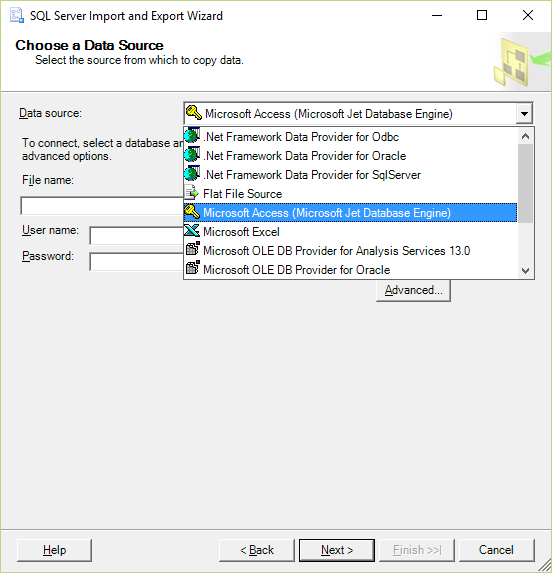 SQL Server Import and Export Wizard
Choose a Data Source
Select the source from which to copy data.
Data source:
Microsoft Access (Microsoft Jet Database Engine)
.Net Framework Data Provider for Odbc
.Net Framework Data Provider for Oracle
.Net Framework Data Provider for SqlServer
Flat File Source
Microsoft Access (Microsoft Jet Database Engine)
Microsoft Excel
Microsoft OLE DB Provider for Analysis Services 13.0
Microsoft OLE DB Provider for Oracle
To connect, select a database
advanced options.
File name:
User name:
Password:
Advanced...
Help
< Back
Next >
Finish >>|
Cancel